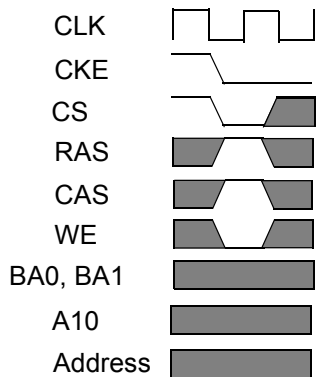 CLK
CKE
CS
RAS
CAS
WE
BA0, BA1
A10
Address